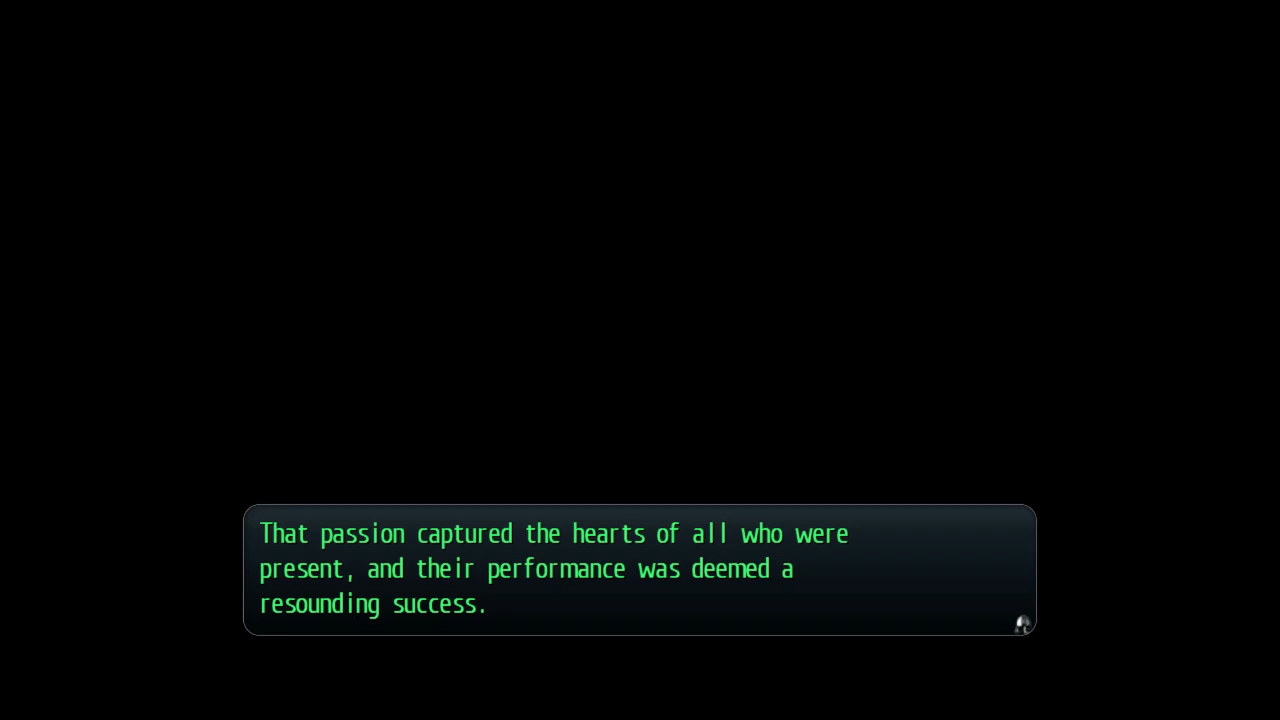 That passion captured the hearts of all who were
present, and their performance was deemed a
resounding success.